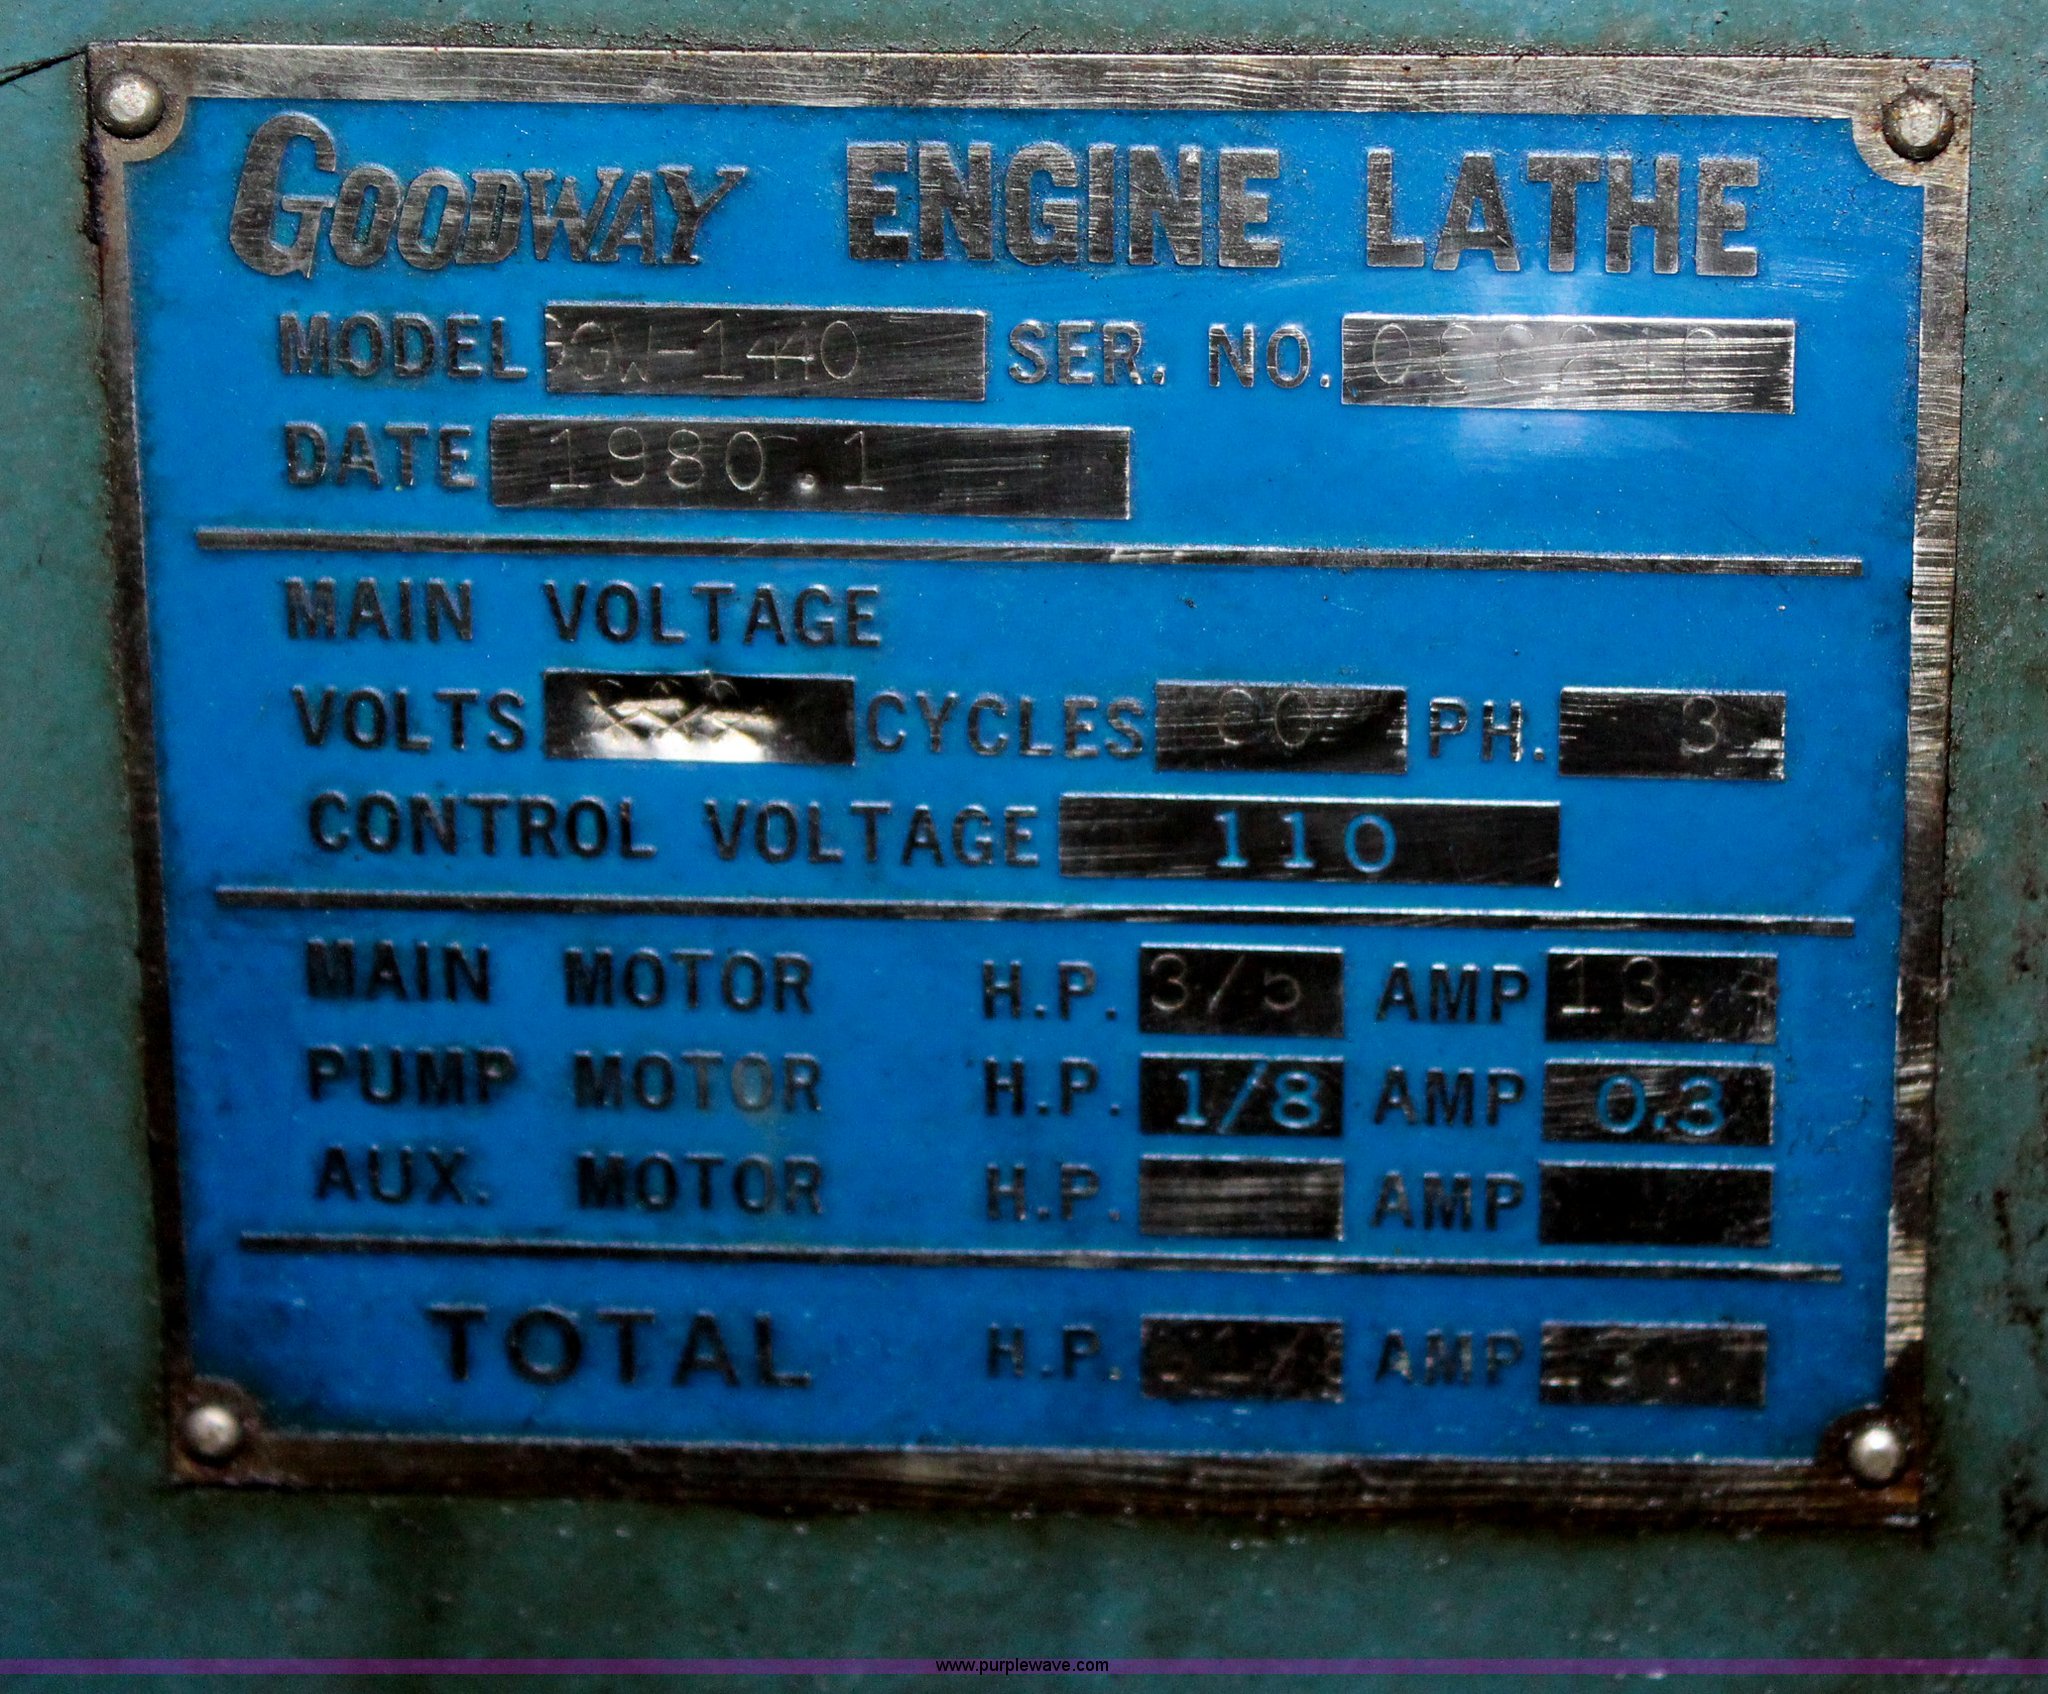 GOODWAY ENGINE LATHE
MODEL GW-1440 SER. NO.
DATE 1980.1
MAIN VOLTAGE
VOLTS CYCLES PH. 3
CONTROL VOLTAGE 110
MAIN MOTOR H.P. 3/5 AMP 13.4
PUMP MOTOR H.P. 1/8 AMP 0.3
AUX. MOTOR H.P. AMP
TOTAL H.P. AMP
www.purplewave.com